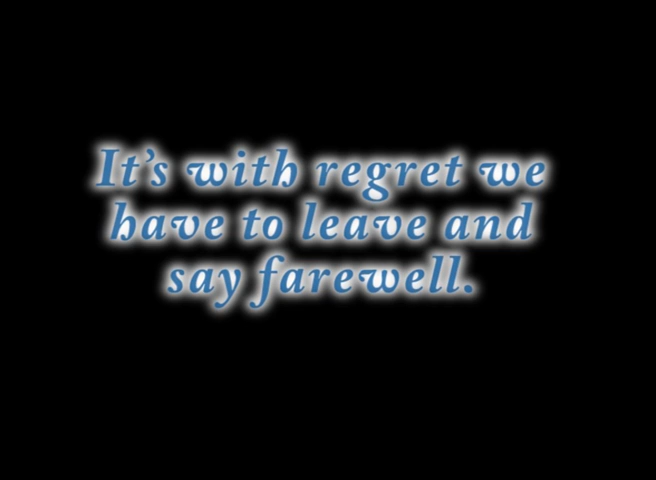 It’s with regret we
have to leave and
say farewell.